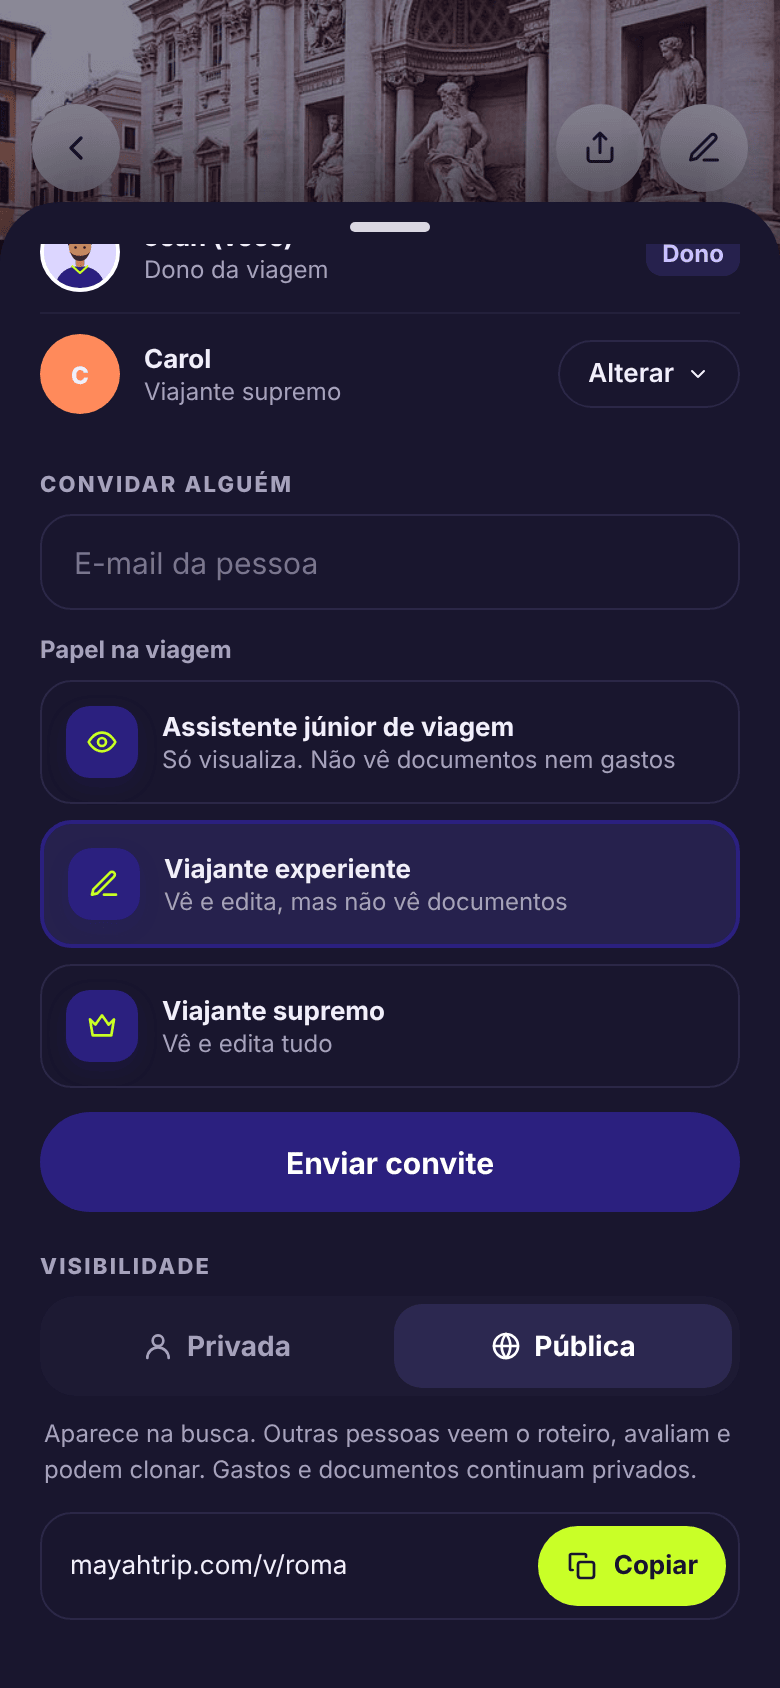 Dono da viagem
Dono
C
Carol
Viajante supremo
Alterar
CONVIDAR ALGUÉM
E-mail da pessoa
Papel na viagem
Assistente júnior de viagem
Só visualiza. Não vê documentos nem gastos
Viajante experiente
Vê e edita, mas não vê documentos
Viajante supremo
Vê e edita tudo
Enviar convite
VISIBILIDADE
Privada
Pública
Aparece na busca. Outras pessoas veem o roteiro, avaliam e
podem clonar. Gastos e documentos continuam privados.
mayahtrip.com/v/roma
Copiar